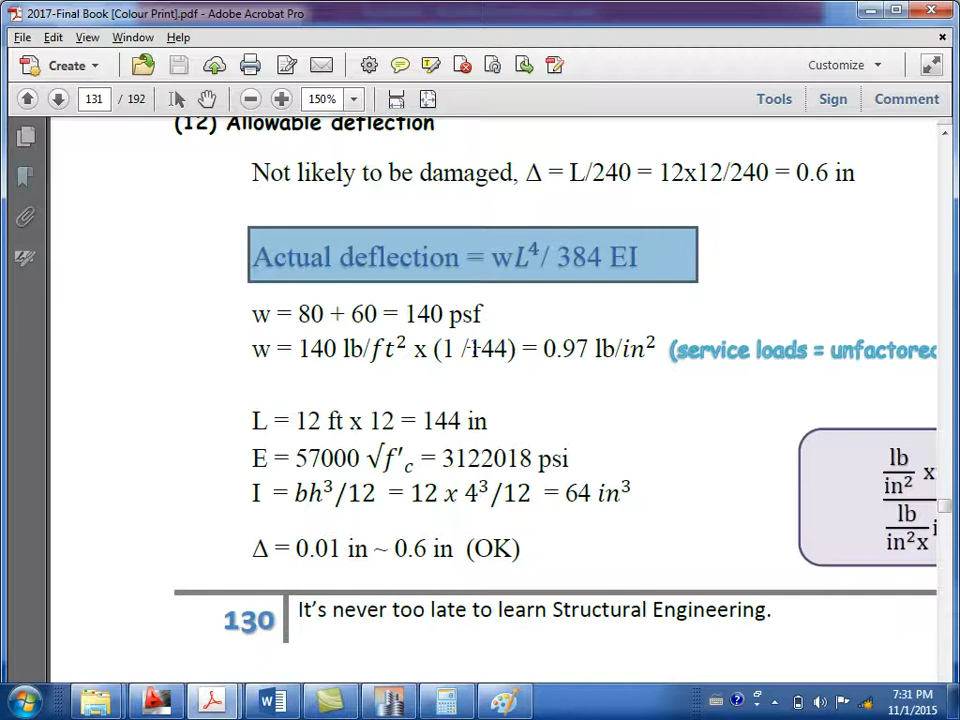 2017-Final Book [Colour Print].pdf - Adobe Acrobat Pro
File Edit View Window Help
Create Customize
131 / 192 150% Tools Sign Comment
(12) Allowable deflection
Not likely to be damaged, Δ = L/240 = 12x12/240 = 0.6 in
Actual deflection = wL⁴/ 384 EI
w = 80 + 60 = 140 psf
w = 140 lb/ft² x (1 /144) = 0.97 lb/in² (service loads = unfactored
L = 12 ft x 12 = 144 in
E = 57000 √f′c = 3122018 psi
I = bh³/12 = 12 x 4³/12 = 64 in³
Δ = 0.01 in ~ 0.6 in (OK)
lb
in² x
lb
in²x
130 It's never too late to learn Structural Engineering.
7:31 PM
11/1/2015